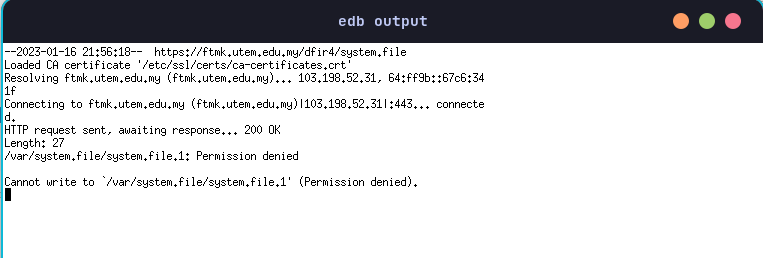 edb output
--2023-01-16 21:56:18--  https://ftmk.utem.edu.my/dfir4/system.file
Loaded CA certificate '/etc/ssl/certs/ca-certificates.crt'
Resolving ftmk.utem.edu.my (ftmk.utem.edu.my)... 103.198.52.31, 64:ff9b::67c6:34
1f
Connecting to ftmk.utem.edu.my (ftmk.utem.edu.my)|103.198.52.31|:443... connecte
d.
HTTP request sent, awaiting response... 200 OK
Length: 27
/var/system.file/system.file.1: Permission denied
Cannot write to `/var/system.file/system.file.1' (Permission denied).